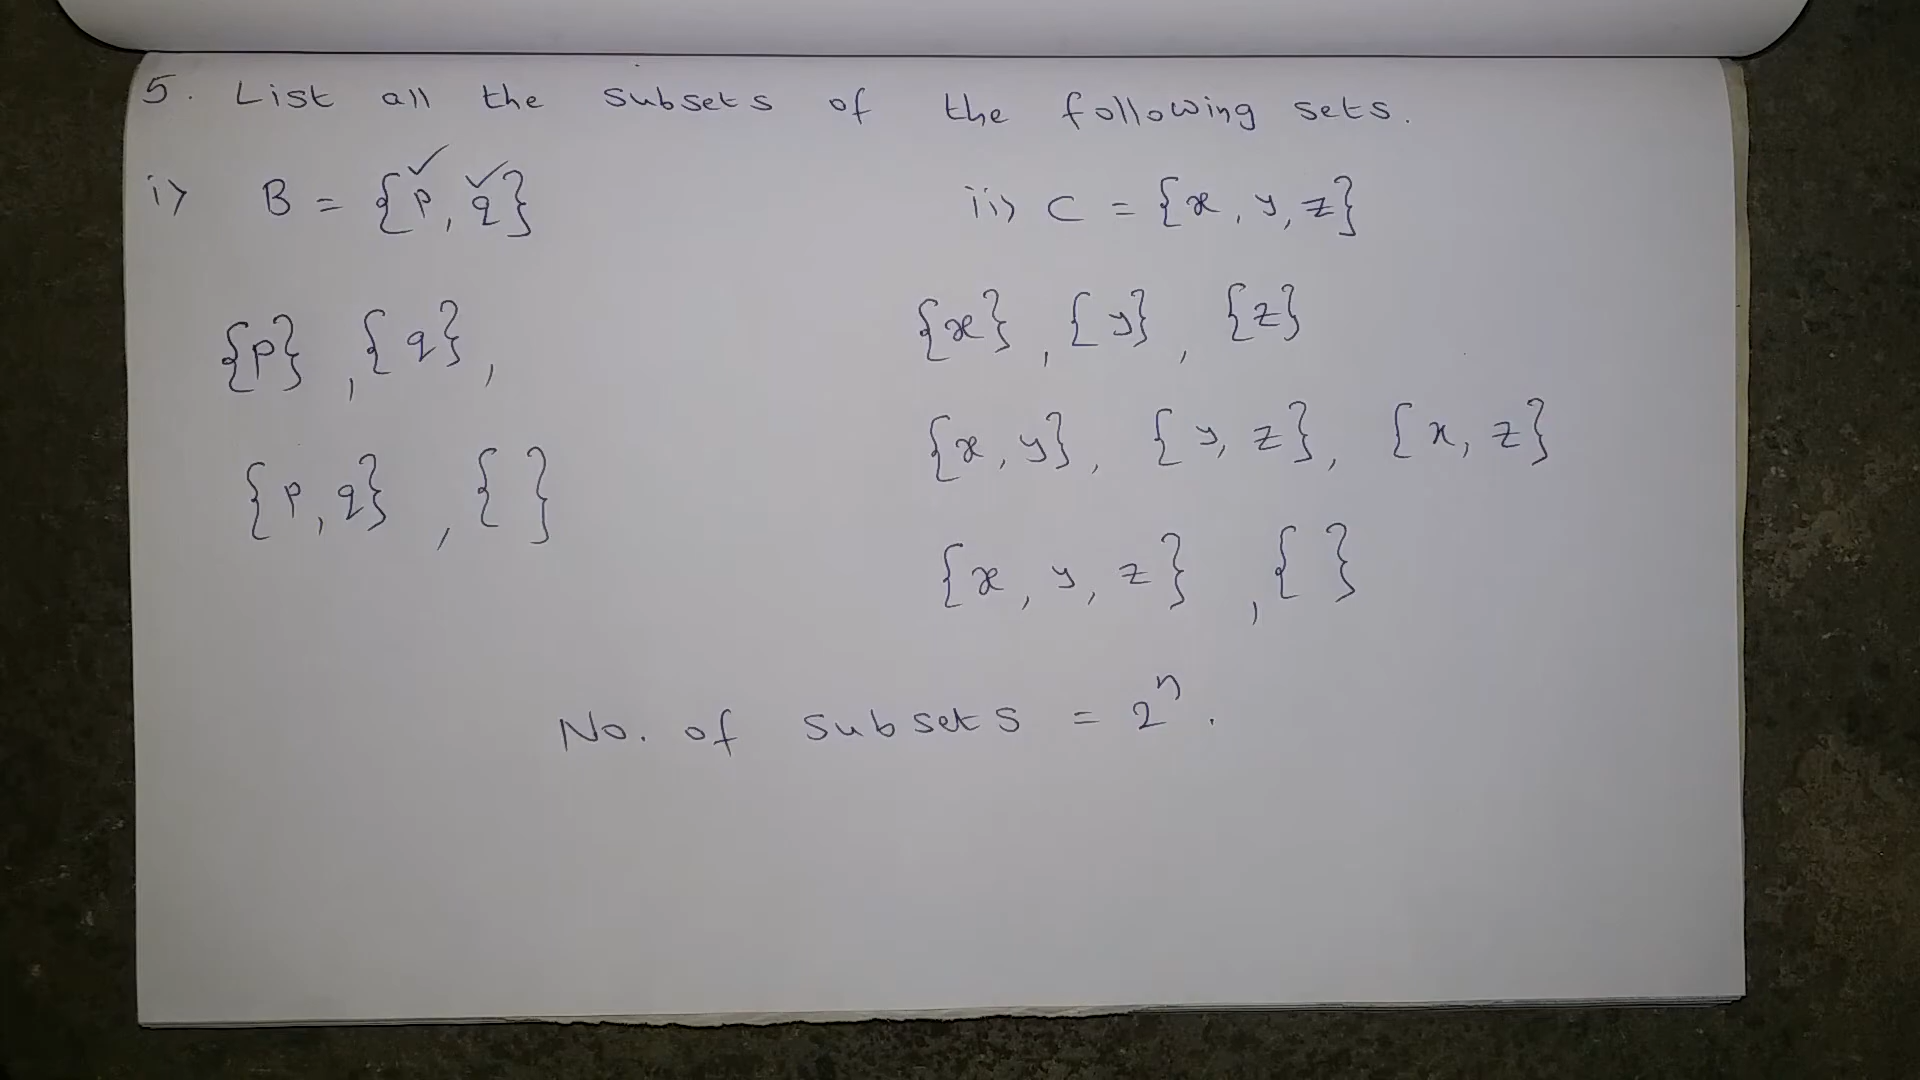 5. List all the subsets of the following sets.
i> B = {p, q}
{p}, {q},
{p, q}, { }
ii> C = {x, y, z}
{x}, {y}, {z}
{x, y}, {y, z}, {x, z}
{x, y, z}, { }
No. of subsets = 2ⁿ.